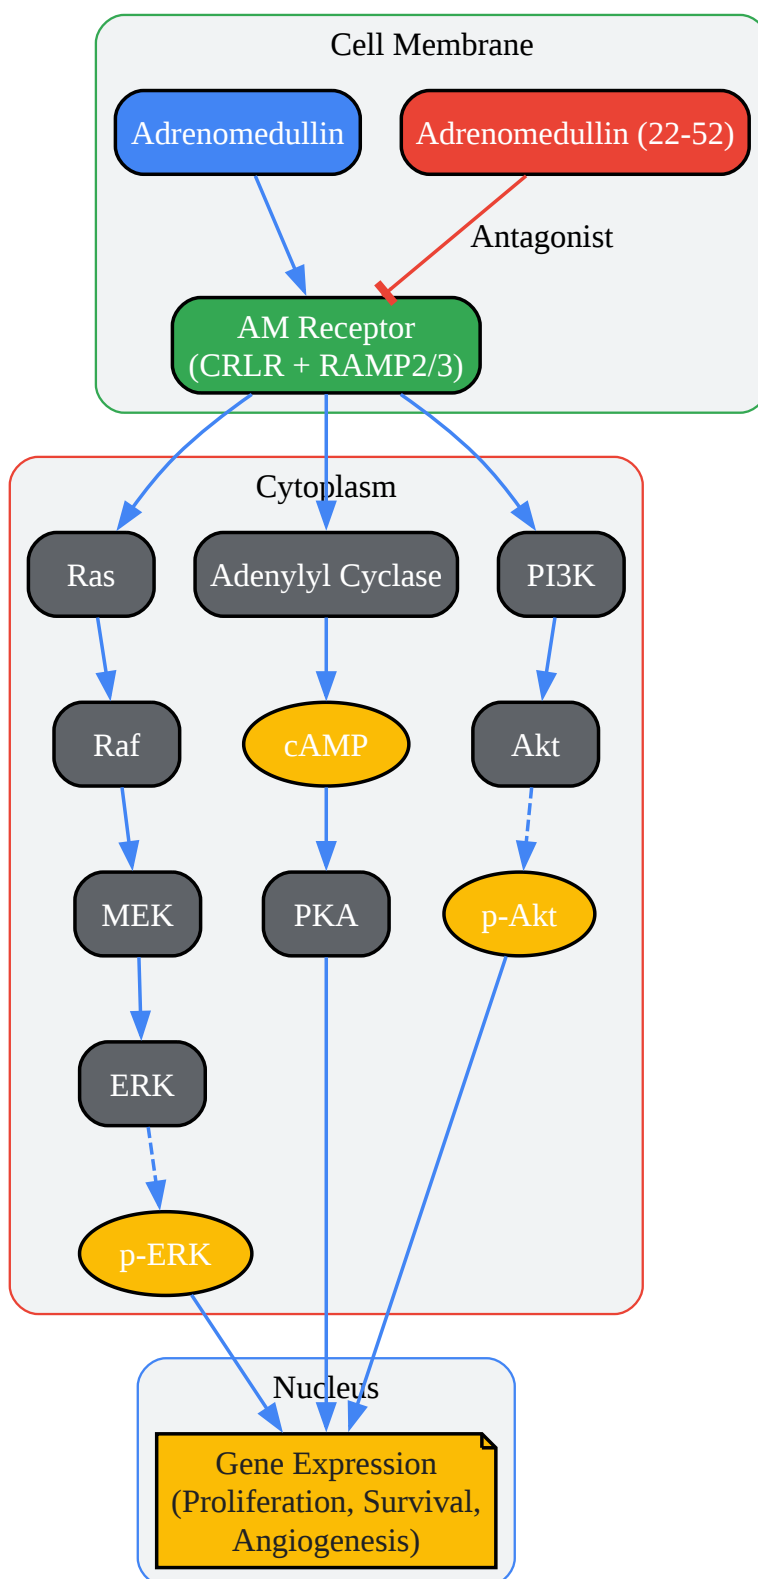 Cell Membrane
Adrenomedullin
Adrenomedullin (22-52)
Antagonist
AM Receptor
(CRLR + RAMP2/3)
Cytoplasm
Ras
Adenylyl Cyclase
PI3K
Raf
cAMP
Akt
MEK
PKA
p-Akt
ERK
p-ERK
Nucleus
Gene Expression
(Proliferation, Survival,
Angiogenesis)